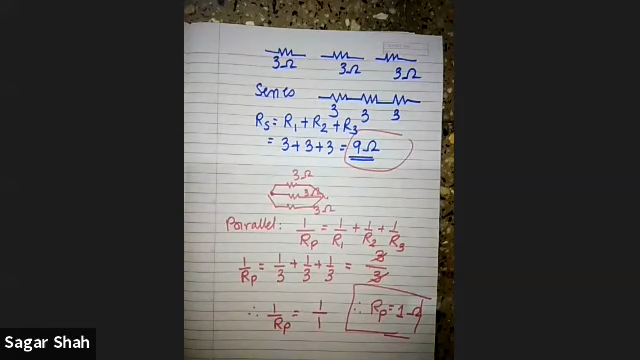 3Ω 3Ω 3Ω
Series
3 3 3
Rs = R1 + R2 + R3
= 3 + 3 + 3 = 9Ω
3Ω
3Ω
3Ω
Parallel: 1/Rp = 1/R1 + 1/R2 + 1/R3
1/Rp = 1/3 + 1/3 + 1/3 = 3/3
∴ 1/Rp = 1/1 ∴ Rp = 1Ω
Sagar Shah